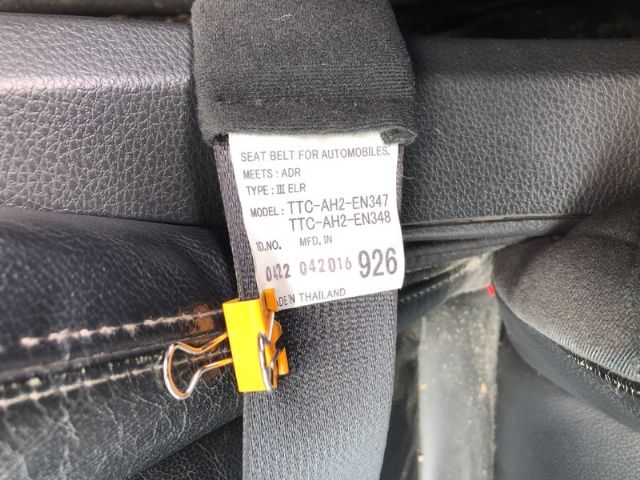 SEAT BELT FOR AUTOMOBILES.
MEETS : ADR
TYPE : III ELR
MODEL : TTC-AH2-EN347
TTC-AH2-EN348
ID.NO. MFD. IN
042016 926
IN THAILAND